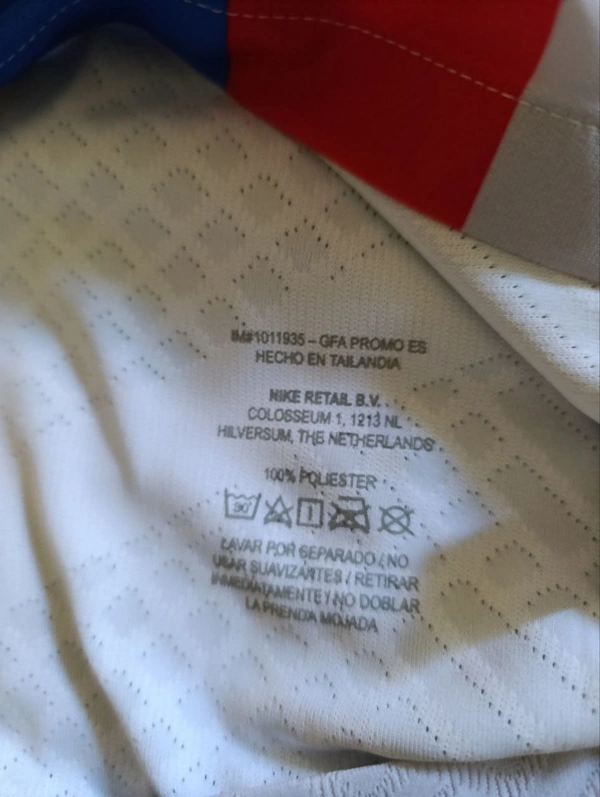 IM#1011935 – GFA PROMO ES
HECHO EN TAILANDIA
NIKE RETAIL B.V.
COLOSSEUM 1, 1213 NL
HILVERSUM, THE NETHERLANDS
100% POLIESTER
30°
LAVAR POR SEPARADO / NO
USAR SUAVIZANTES / RETIRAR
INMEDIATAMENTE Y NO DOBLAR
LA PRENDA MOJADA